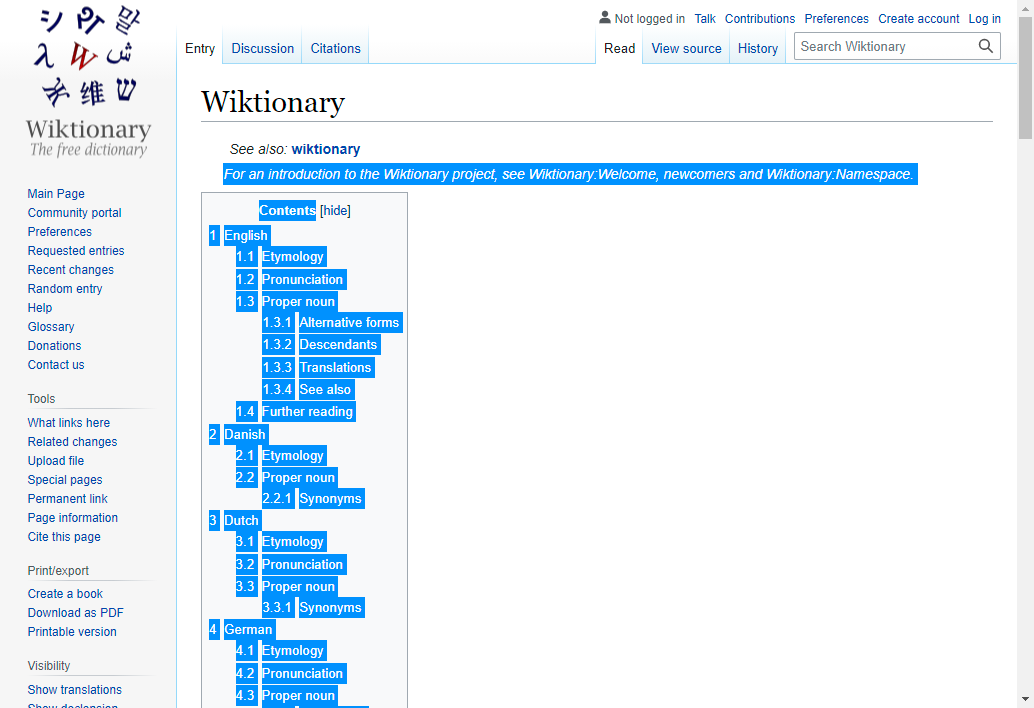 シ ዋ 말
λ W ش
ནོ 维 ש
Wiktionary
The free dictionary
Main Page
Community portal
Preferences
Requested entries
Recent changes
Random entry
Help
Glossary
Donations
Contact us
Tools
What links here
Related changes
Upload file
Special pages
Permanent link
Page information
Cite this page
Print/export
Create a book
Download as PDF
Printable version
Visibility
Show translations
Show declension
Not logged in Talk Contributions Preferences Create account Log in
Entry Discussion Citations
Read View source History
Search Wiktionary
Wiktionary
See also: wiktionary
For an introduction to the Wiktionary project, see Wiktionary:Welcome, newcomers and Wiktionary:Namespace.
Contents [hide]
1 English
1.1 Etymology
1.2 Pronunciation
1.3 Proper noun
1.3.1 Alternative forms
1.3.2 Descendants
1.3.3 Translations
1.3.4 See also
1.4 Further reading
2 Danish
2.1 Etymology
2.2 Proper noun
2.2.1 Synonyms
3 Dutch
3.1 Etymology
3.2 Pronunciation
3.3 Proper noun
3.3.1 Synonyms
4 German
4.1 Etymology
4.2 Pronunciation
4.3 Proper noun